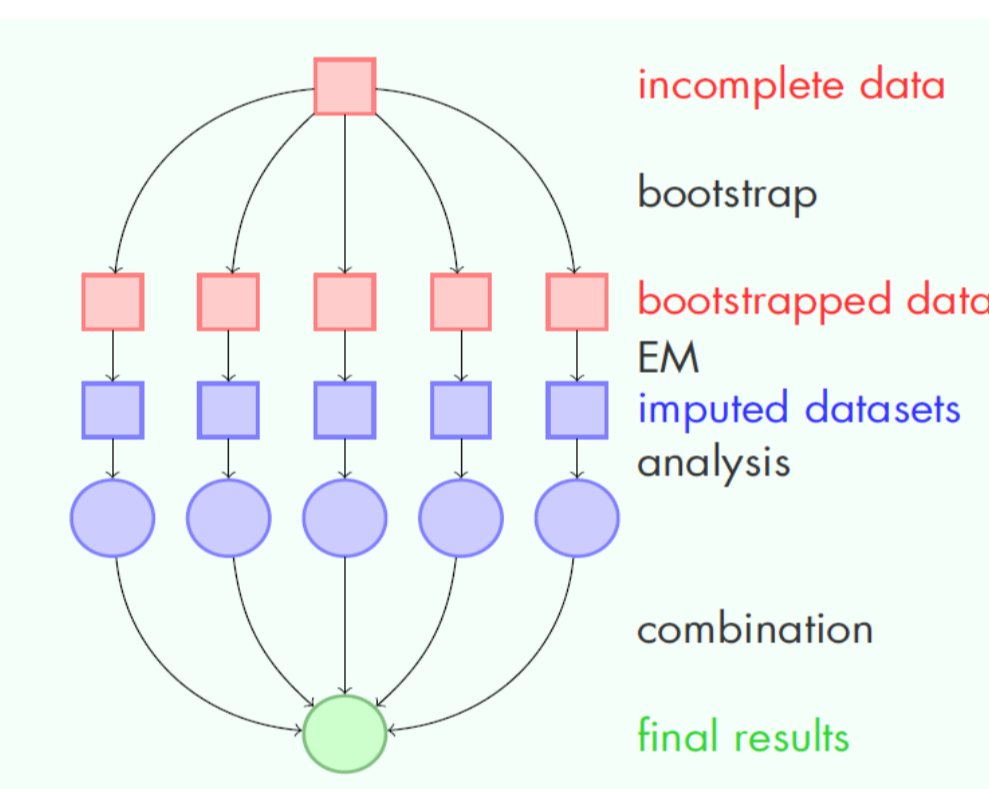 incomplete data
bootstrap
bootstrapped data
EM
imputed datasets
analysis
combination
final results